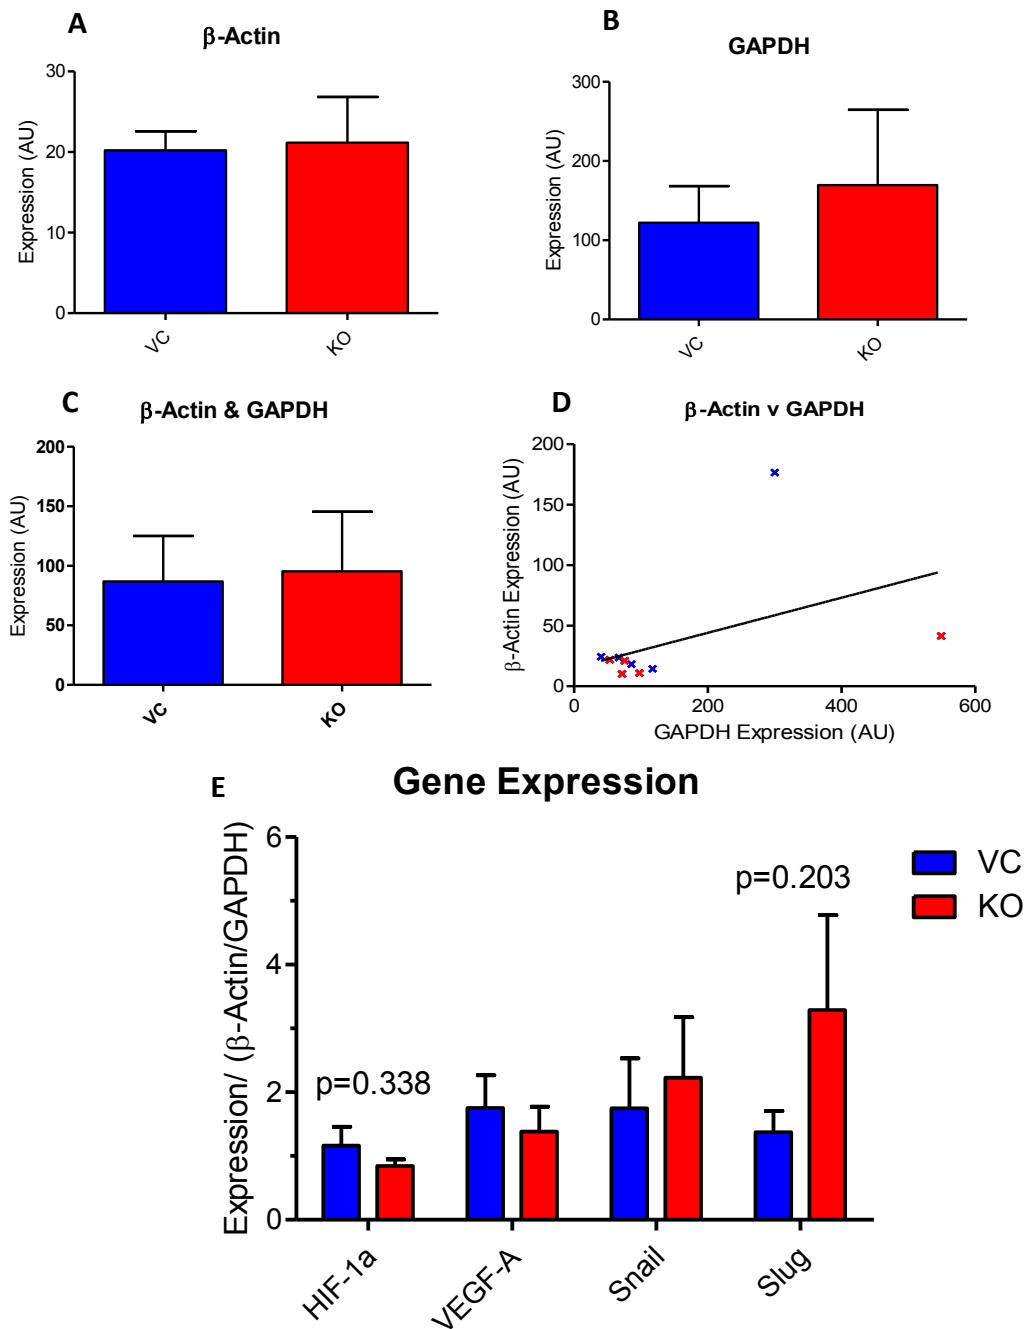 A
β-Actin
Expression (AU)
30
20
10
0
VC
KO
B
GAPDH
Expression (AU)
300
200
100
0
VC
KO
C
β-Actin & GAPDH
Expression (AU)
200
150
100
50
0
VC
KO
D
β-Actin v GAPDH
β-Actin Expression (AU)
200
150
100
50
0
0
200
400
600
GAPDH Expression (AU)
E
Gene Expression
Expression/ (β-Actin/GAPDH)
6
4
2
0
p=0.338
p=0.203
HIF-1a
VEGF-A
Snail
Slug
VC
KO